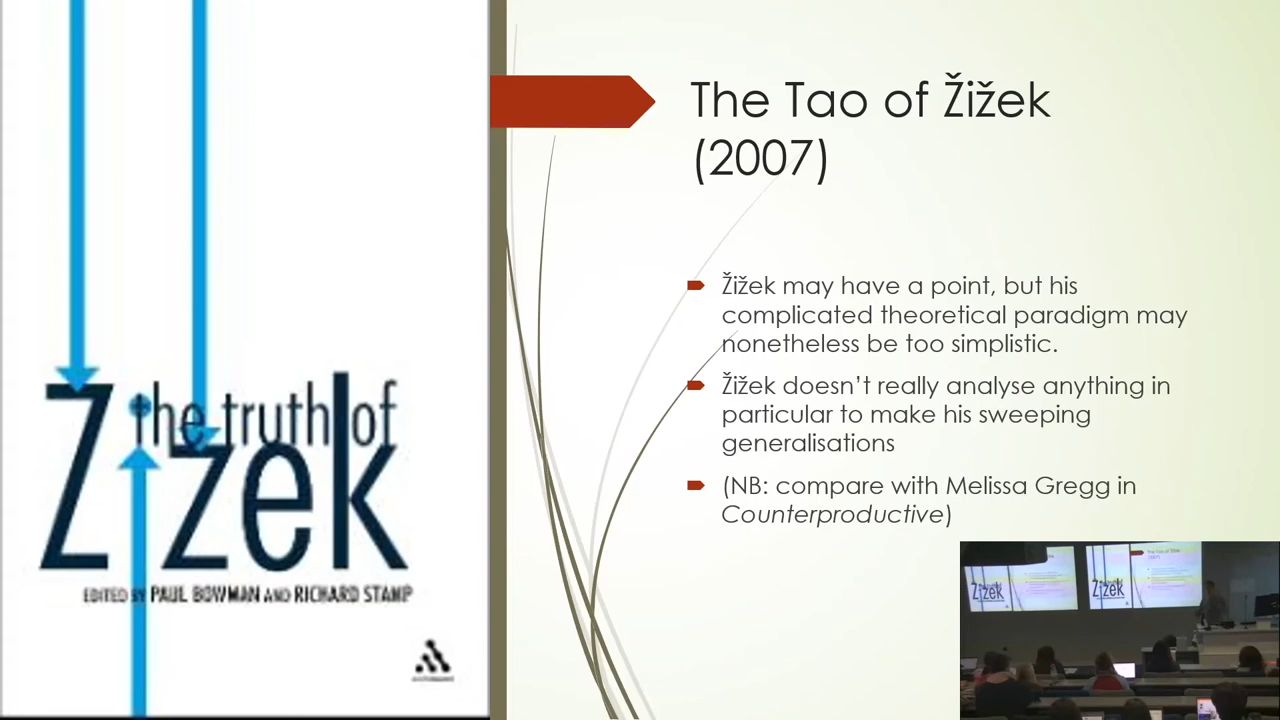 the truth of
Žižek
EDITED BY PAUL BOWMAN AND RICHARD STAMP
The Tao of Žižek
(2007)
Žižek may have a point, but his
complicated theoretical paradigm may
nonetheless be too simplistic.
Žižek doesn’t really analyse anything in
particular to make his sweeping
generalisations
(NB: compare with Melissa Gregg in
Counterproductive)
Žižek
Žižek